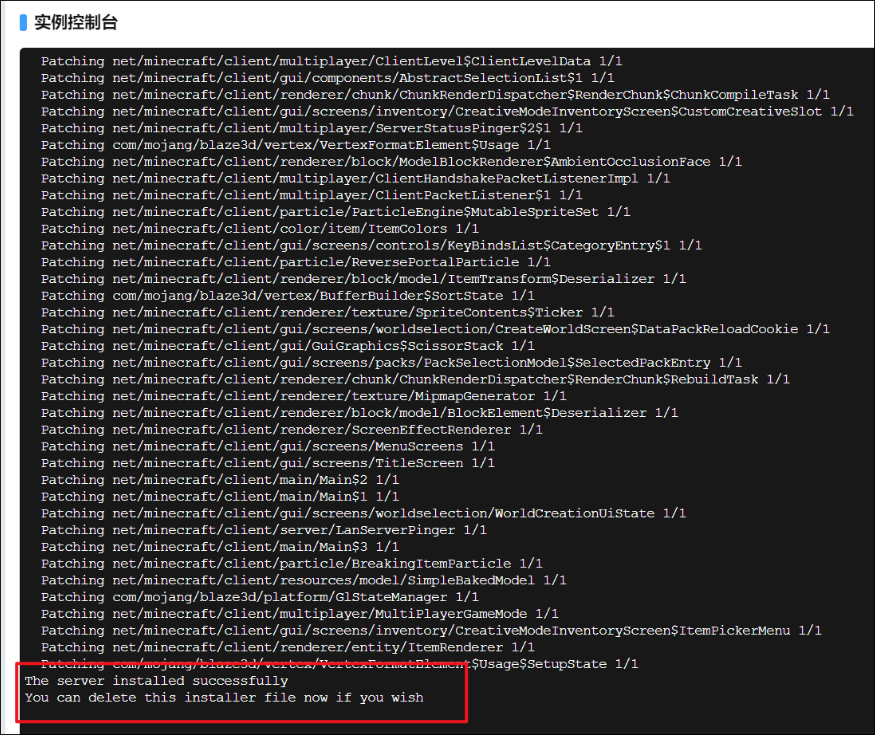 实例控制台
Patching net/minecraft/client/multiplayer/ClientLevel$ClientLevelData 1/1
Patching net/minecraft/client/gui/components/AbstractSelectionList$1 1/1
Patching net/minecraft/client/renderer/chunk/ChunkRenderDispatcher$RenderChunk$ChunkCompileTask 1/1
Patching net/minecraft/client/gui/screens/inventory/CreativeModeInventoryScreen$CustomCreativeSlot 1/1
Patching net/minecraft/client/multiplayer/ServerStatusPinger$2$1 1/1
Patching com/mojang/blaze3d/vertex/VertexFormatElement$Usage 1/1
Patching net/minecraft/client/renderer/block/ModelBlockRenderer$AmbientOcclusionFace 1/1
Patching net/minecraft/client/multiplayer/ClientHandshakePacketListenerImpl 1/1
Patching net/minecraft/client/multiplayer/ClientPacketListener$1 1/1
Patching net/minecraft/client/particle/ParticleEngine$MutableSpriteSet 1/1
Patching net/minecraft/client/color/item/ItemColors 1/1
Patching net/minecraft/client/gui/screens/controls/KeyBindsList$CategoryEntry$1 1/1
Patching net/minecraft/client/particle/ReversePortalParticle 1/1
Patching net/minecraft/client/renderer/block/model/ItemTransform$Deserializer 1/1
Patching com/mojang/blaze3d/vertex/BufferBuilder$SortState 1/1
Patching net/minecraft/client/renderer/texture/SpriteContents$Ticker 1/1
Patching net/minecraft/client/gui/screens/worldselection/CreateWorldScreen$DataPackReloadCookie 1/1
Patching net/minecraft/client/gui/GuiGraphics$ScissorStack 1/1
Patching net/minecraft/client/gui/screens/packs/PackSelectionModel$SelectedPackEntry 1/1
Patching net/minecraft/client/renderer/chunk/ChunkRenderDispatcher$RenderChunk$RebuildTask 1/1
Patching net/minecraft/client/renderer/texture/MipmapGenerator 1/1
Patching net/minecraft/client/renderer/block/model/BlockElement$Deserializer 1/1
Patching net/minecraft/client/renderer/ScreenEffectRenderer 1/1
Patching net/minecraft/client/gui/screens/MenuScreens 1/1
Patching net/minecraft/client/gui/screens/TitleScreen 1/1
Patching net/minecraft/client/main/Main$2 1/1
Patching net/minecraft/client/main/Main$1 1/1
Patching net/minecraft/client/gui/screens/worldselection/WorldCreationUiState 1/1
Patching net/minecraft/client/server/LanServerPinger 1/1
Patching net/minecraft/client/main/Main$3 1/1
Patching net/minecraft/client/particle/BreakingItemParticle 1/1
Patching net/minecraft/client/resources/model/SimpleBakedModel 1/1
Patching com/mojang/blaze3d/platform/GlStateManager 1/1
Patching net/minecraft/client/multiplayer/MultiPlayerGameMode 1/1
Patching net/minecraft/client/gui/screens/inventory/CreativeModeInventoryScreen$ItemPickerMenu 1/1
Patching net/minecraft/client/renderer/entity/ItemRenderer 1/1
Patching com/mojang/blaze3d/vertex/VertexFormatElement$Usage$SetupState 1/1
The server installed successfully
You can delete this installer file now if you wish